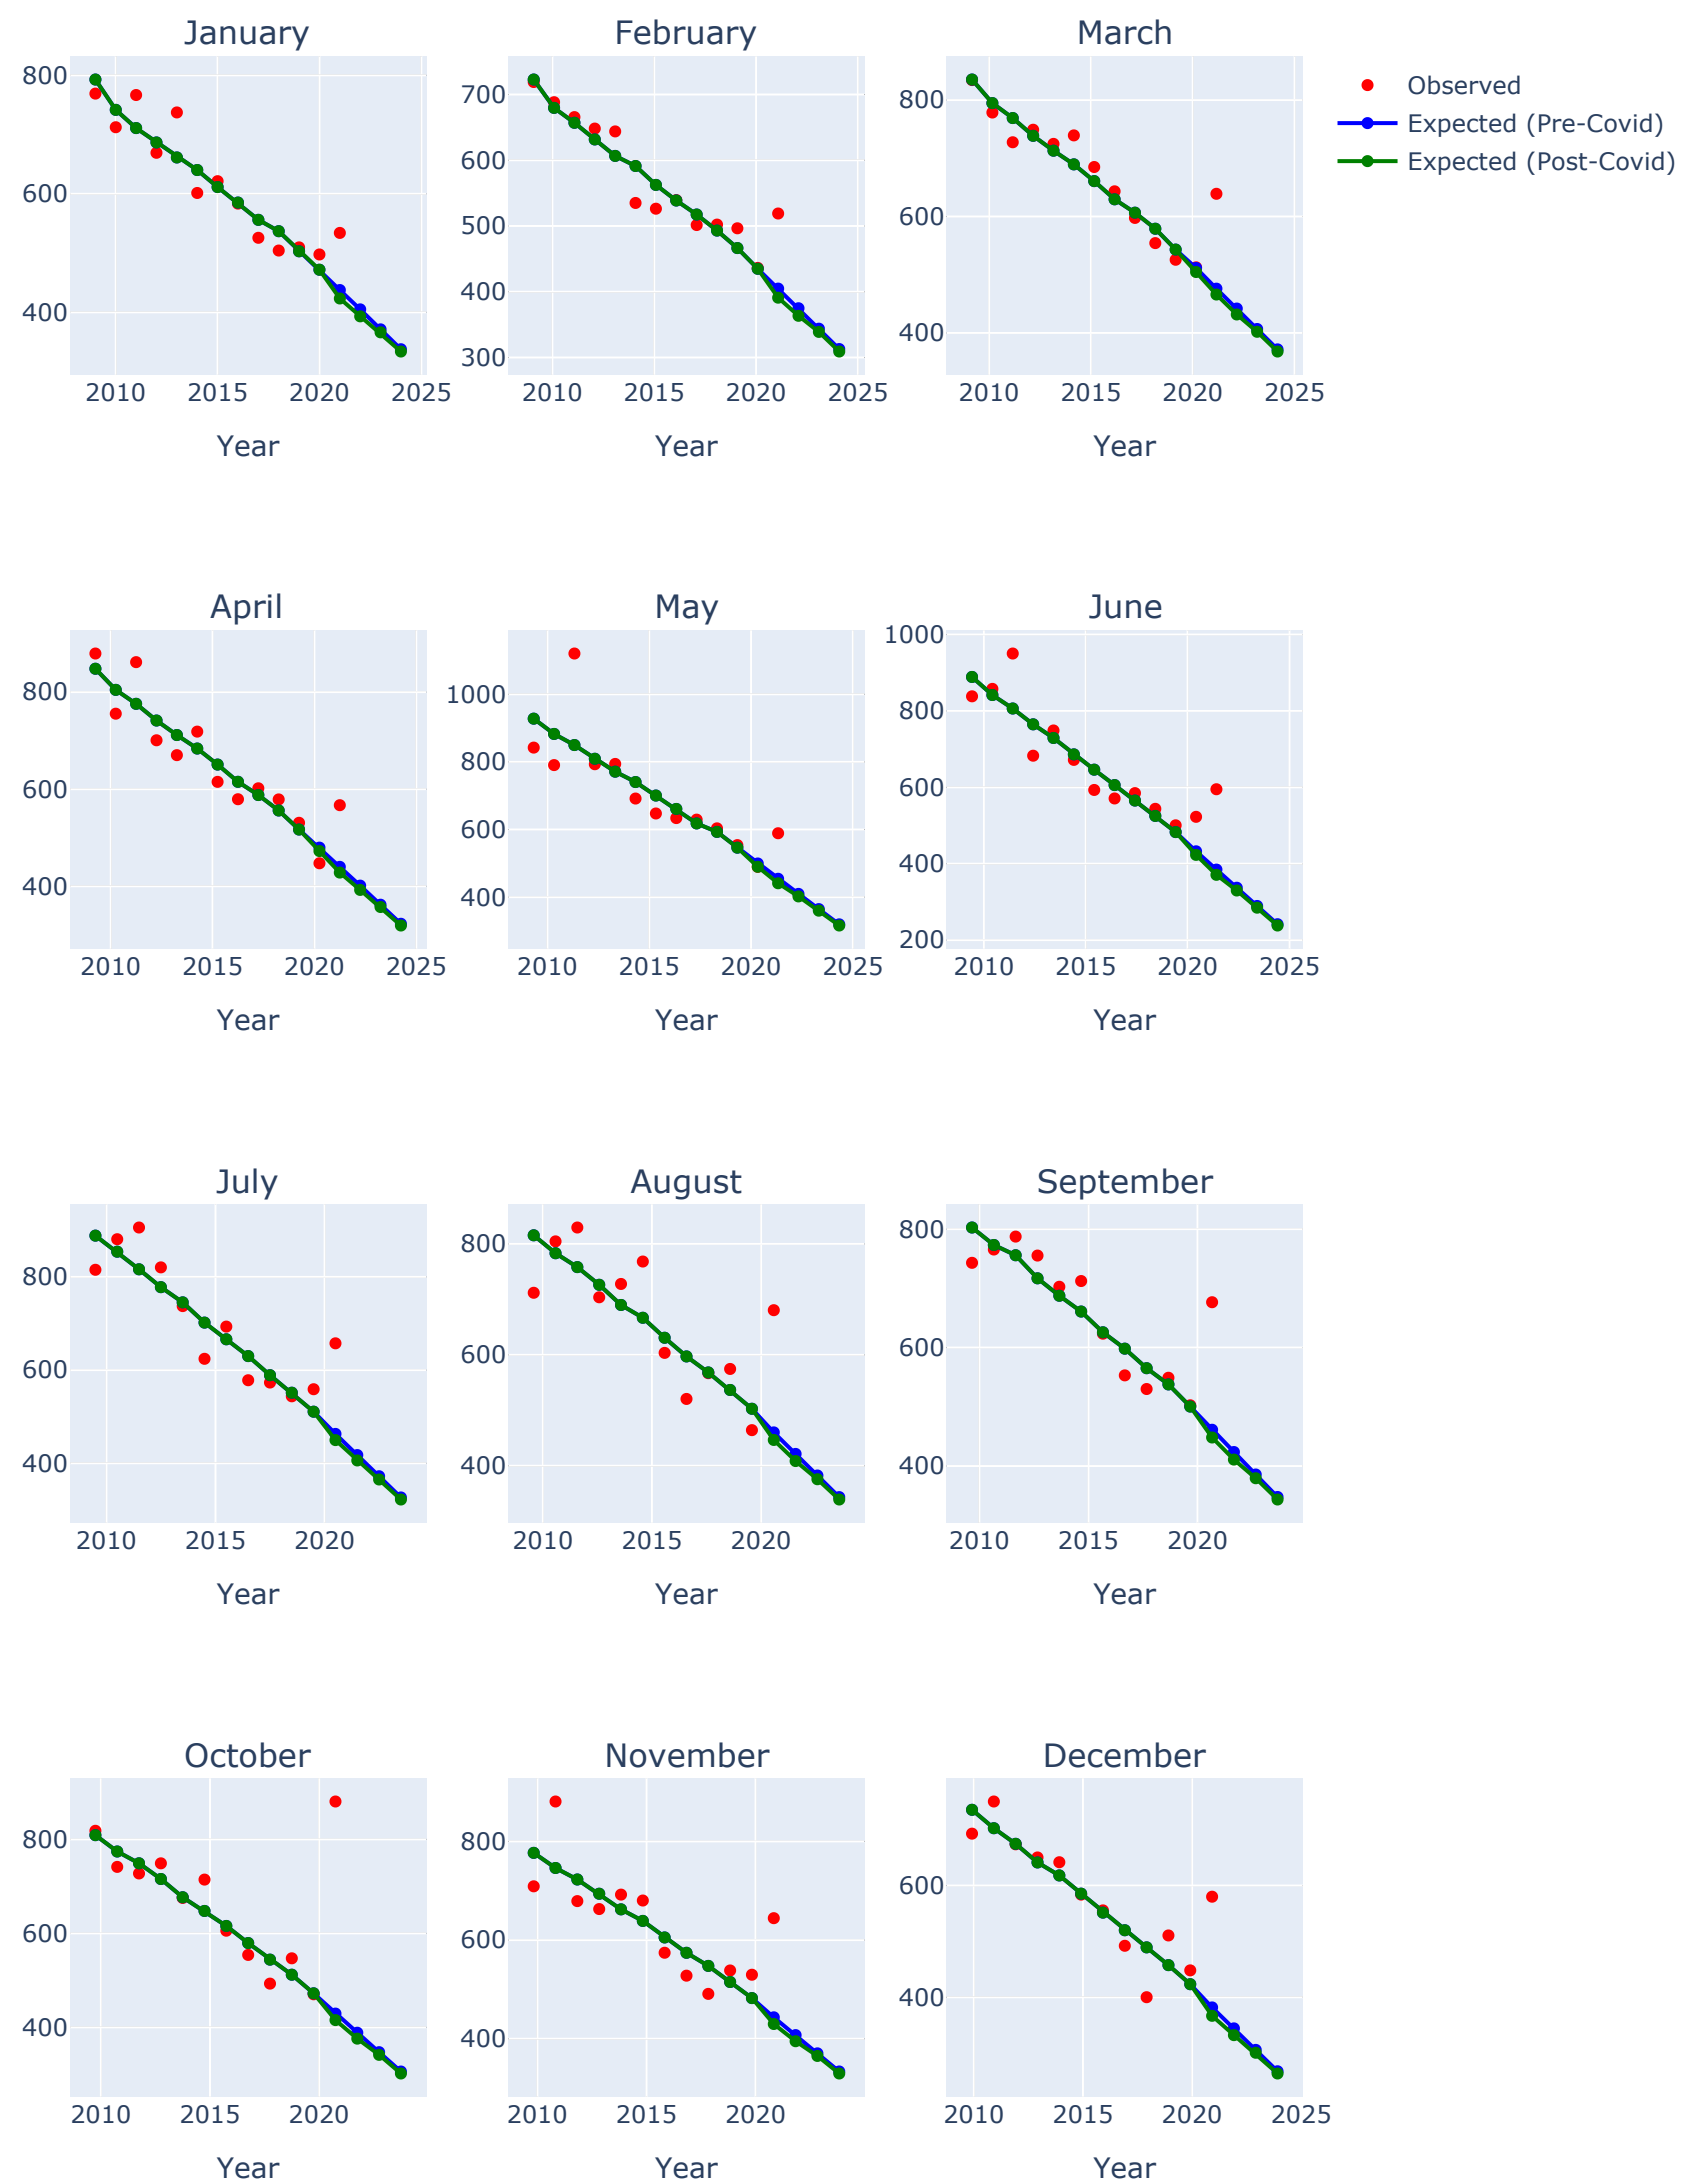 January
February
March
800
600
400
2010 2015 2020 2025
Year
700
600
500
400
300
2010 2015 2020 2025
Year
800
600
400
2010 2015 2020 2025
Year
Observed
Expected (Pre-Covid)
Expected (Post-Covid)
April
May
June
800
600
400
2010 2015 2020 2025
Year
1000
800
600
400
2010 2015 2020 2025
Year
1000
800
600
400
200
2010 2015 2020 2025
Year
July
August
September
800
600
400
2010 2015 2020
Year
800
600
400
2010 2015 2020
Year
800
600
400
2010 2015 2020
Year
October
November
December
800
600
400
2010 2015 2020
Year
800
600
400
2010 2015 2020
Year
600
400
2010 2015 2020 2025
Year